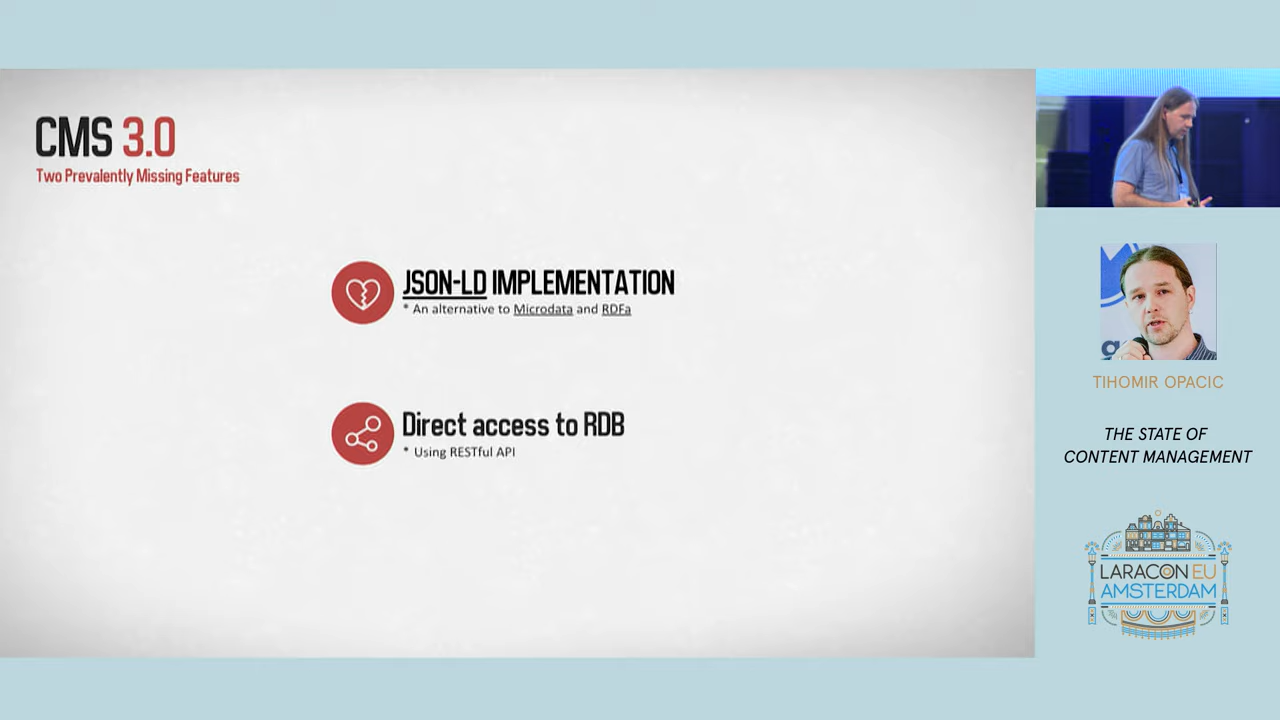 CMS 3.0
Two Prevalently Missing Features
JSON-LD IMPLEMENTATION
* An alternative to Microdata and RDFa
Direct access to RDB
* Using RESTful API
TIHOMIR OPACIC
THE STATE OF
CONTENT MANAGEMENT
LARACON EU
AMSTERDAM